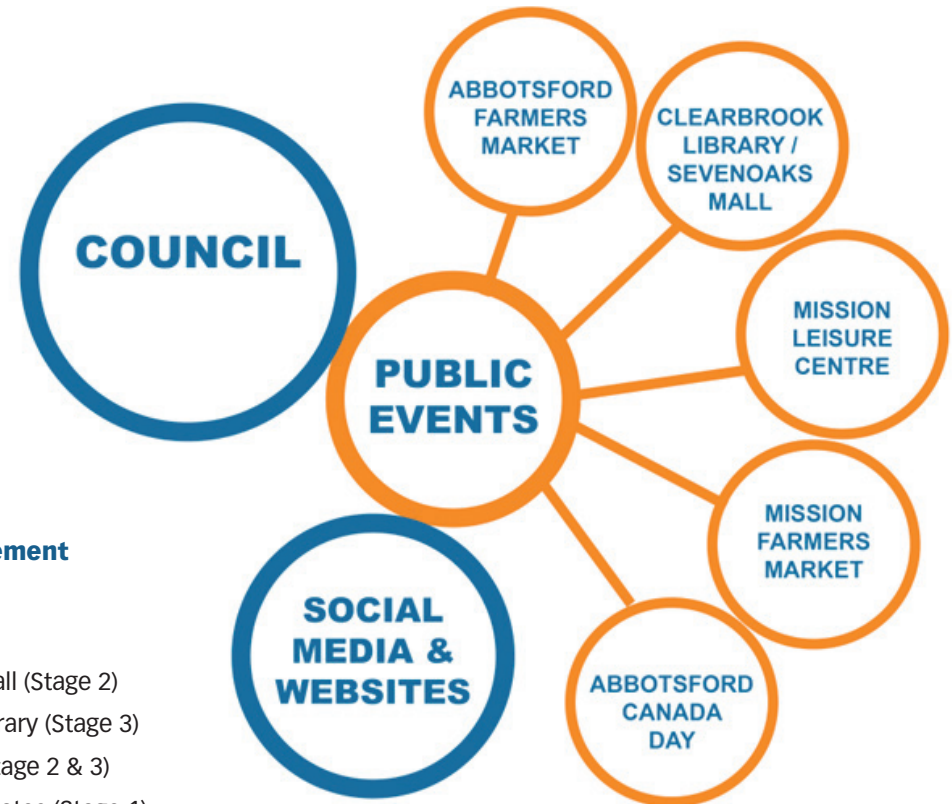 ABBOTSFORD
FARMERS
MARKET
CLEARBROOK
LIBRARY /
SEVENOAKS
MALL
COUNCIL
MISSION
LEISURE
CENTRE
PUBLIC
EVENTS
MISSION
FARMERS
MARKET
SOCIAL
MEDIA &
WEBSITES
ABBOTSFORD
CANADA
DAY
ement
all (Stage 2)
rary (Stage 3)
tage 2 & 3)